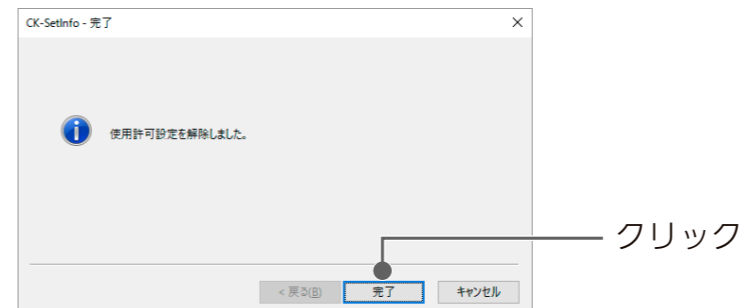 CK-SetInfo - 完了
使用許可設定を解除しました。
クリック
< 戻る(B) 完了 キャンセル